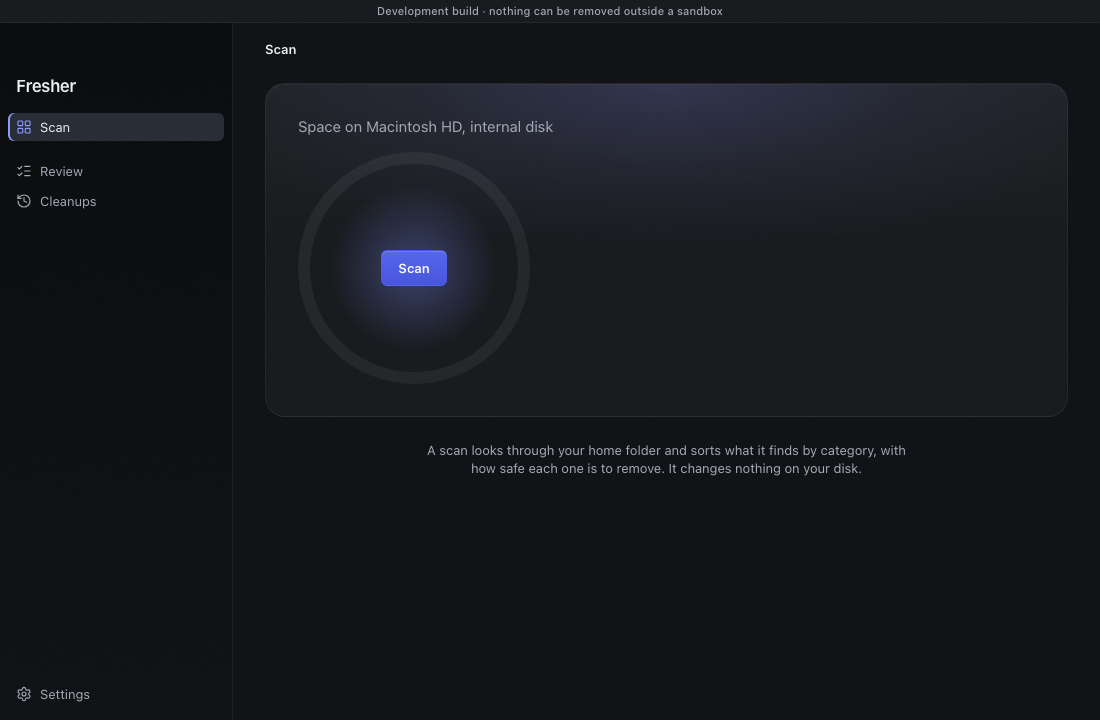 Development build · nothing can be removed outside a sandbox
Fresher
Scan
Review
Cleanups
Settings
Scan
Space on Macintosh HD, internal disk
Scan
A scan looks through your home folder and sorts what it finds by category, with
how safe each one is to remove. It changes nothing on your disk.